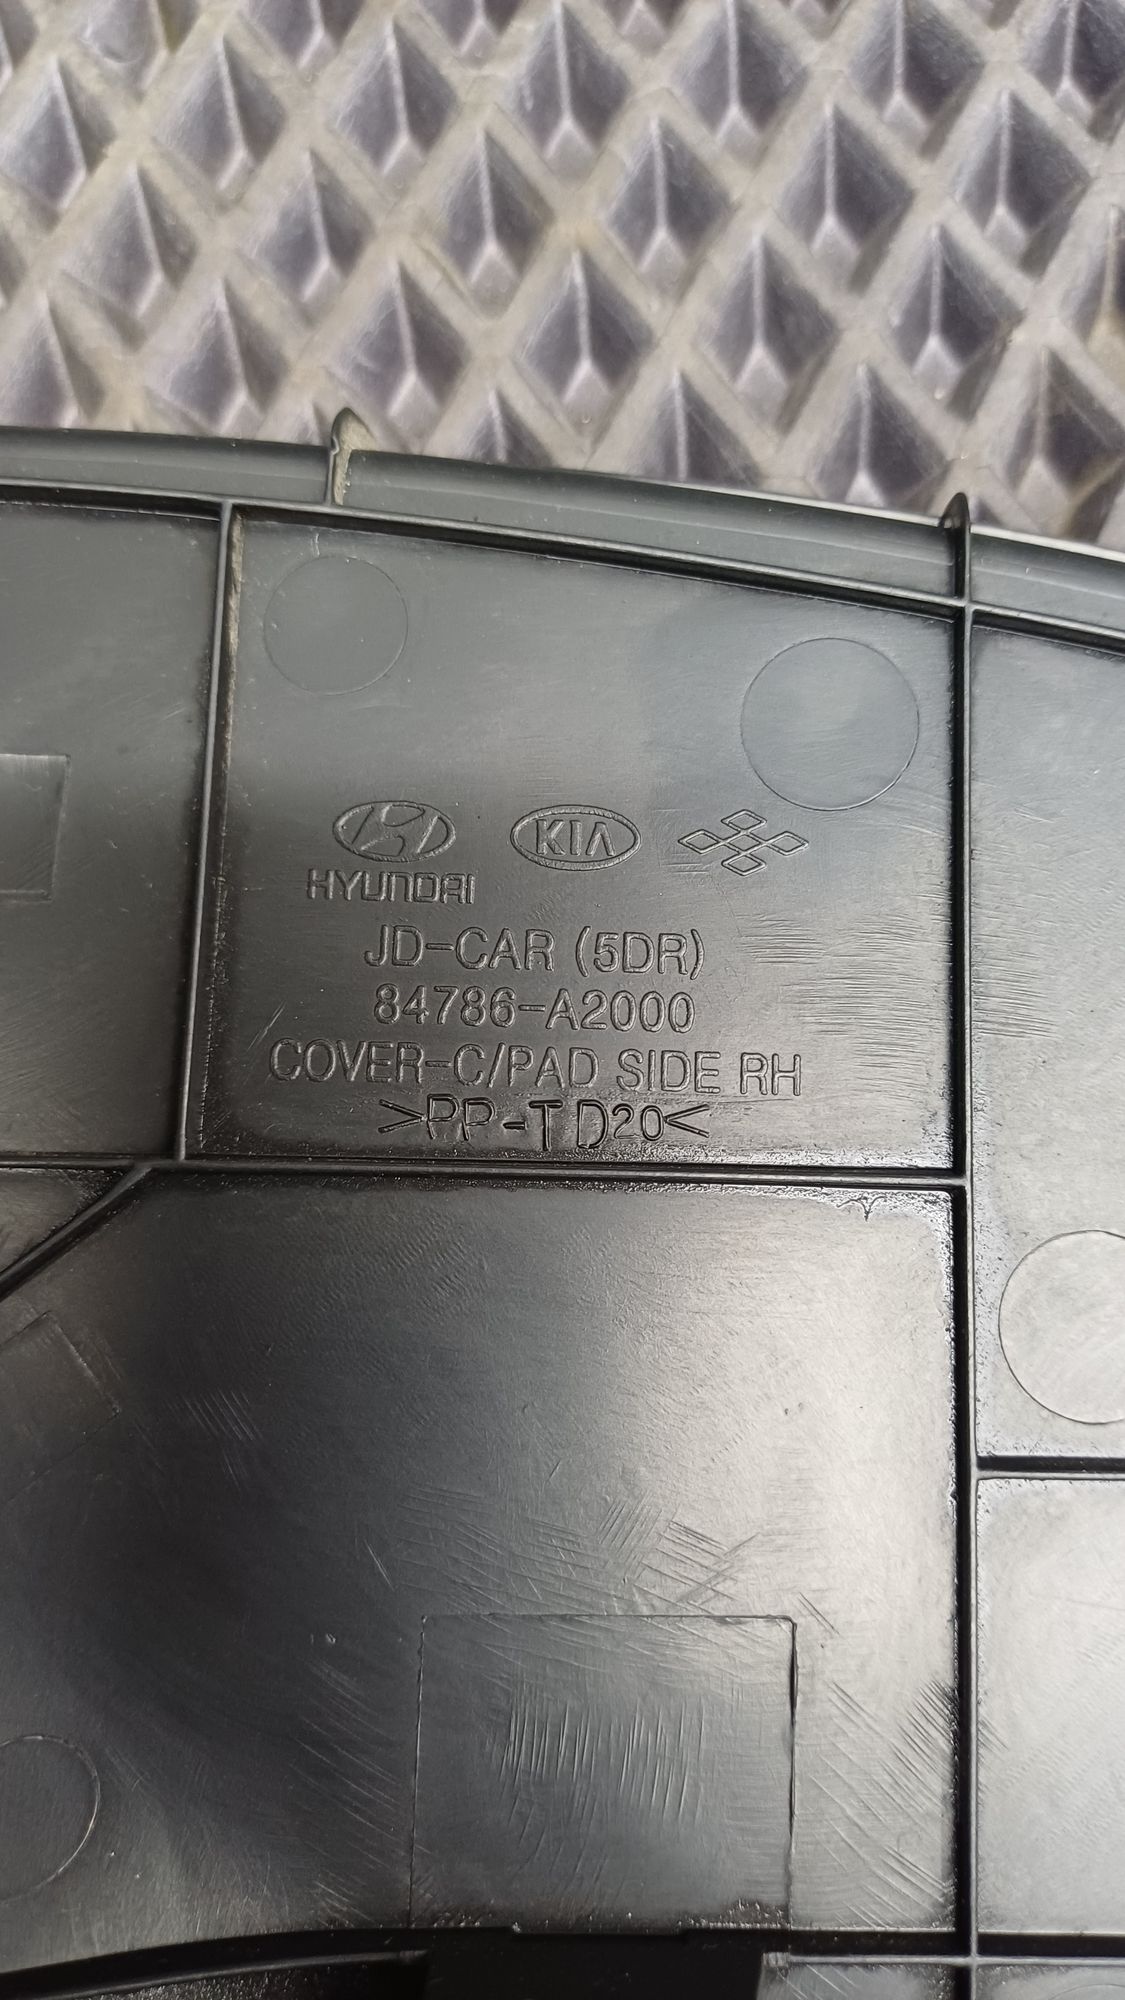 KIA
HYUNDAI
JD-CAR (5DR)
84786-A2000
COVER-C/PAD SIDE RH
>PP-TD20<